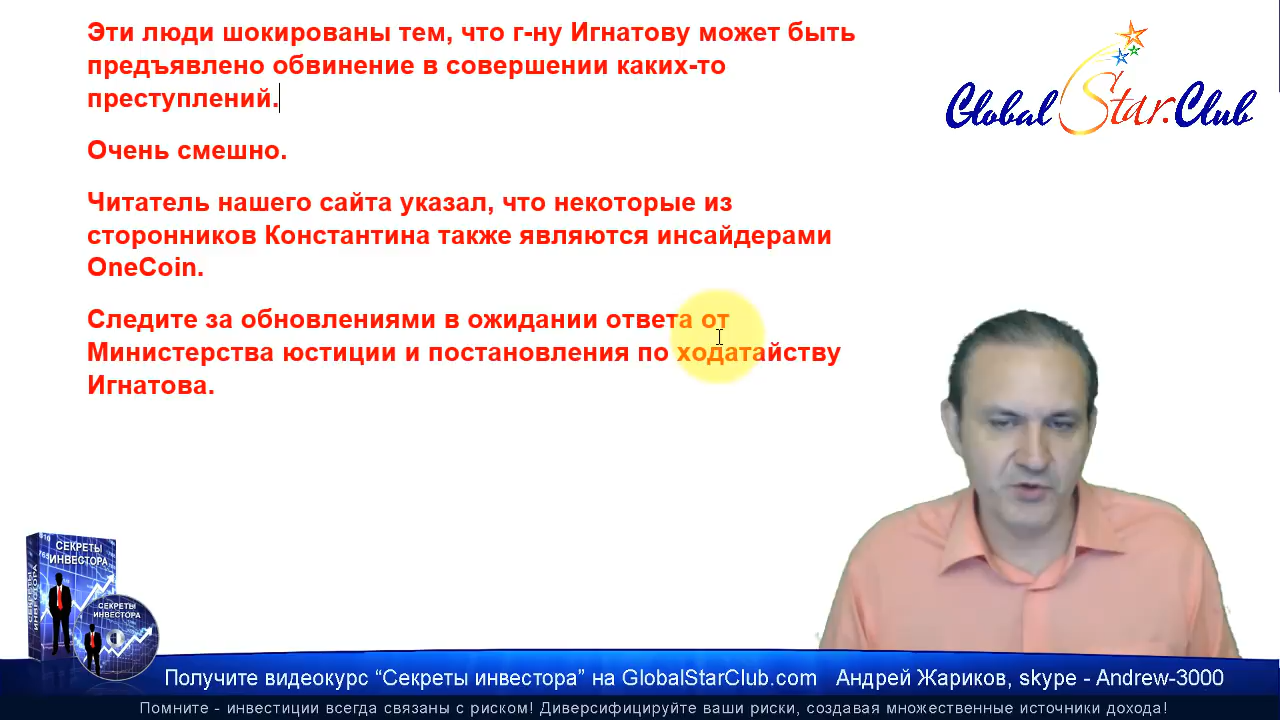 Эти люди шокированы тем, что г-ну Игнатову может быть
предъявлено обвинение в совершении каких-то
преступлений.
Очень смешно.
Читатель нашего сайта указал, что некоторые из
сторонников Константина также являются инсайдерами
OneCoin.
Следите за обновлениями в ожидании ответа от
Министерства юстиции и постановления по ходатайству
Игнатова.
Global Star.Club
СЕКРЕТЫ
ИНВЕСТОРА
СЕКРЕТЫ
ИНВЕСТОРА
Получите видеокурс “Секреты инвестора” на GlobalStarClub.com Андрей Жариков, skype - Andrew-3000
Помните - инвестиции всегда связаны с риском! Диверсифицируйте ваши риски, создавая множественные источники дохода!